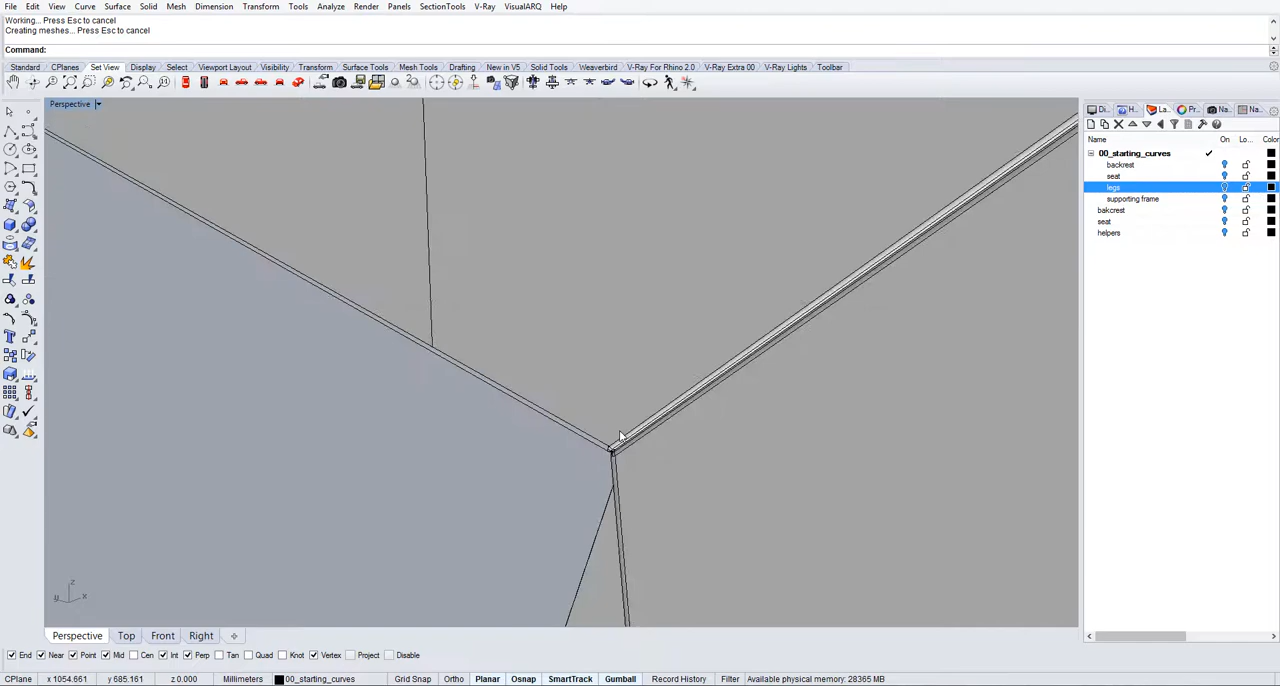 File Edit View Curve Surface Solid Mesh Dimension Transform Tools Analyze Render Panels SectionTools V-Ray VisualARQ Help
Working... Press Esc to cancel
Creating meshes... Press Esc to cancel
Command:
Standard CPlanes Set View Display Select Viewport Layout Visibility Transform Surface Tools Mesh Tools Drafting New in V5 Solid Tools Weaverbird V-Ray For Rhino 2.0 V-Ray Extra 00 V-Ray Lights Toolbar
Perspective
Di... H... La... Pr... Na... Na...
Name On Lo... Color
00_starting_curves
backrest
seat
legs
supporting frame
bakcrest
seat
helpers
z
y x
Perspective Top Front Right
End Near Point Mid Cen Int Perp Tan Quad Knot Vertex Project Disable
CPlane x 1054.661 y 685.161 z 0.000 Millimeters 00_starting_curves Grid Snap Ortho Planar Osnap SmartTrack Gumball Record History Filter Available physical memory: 28365 MB